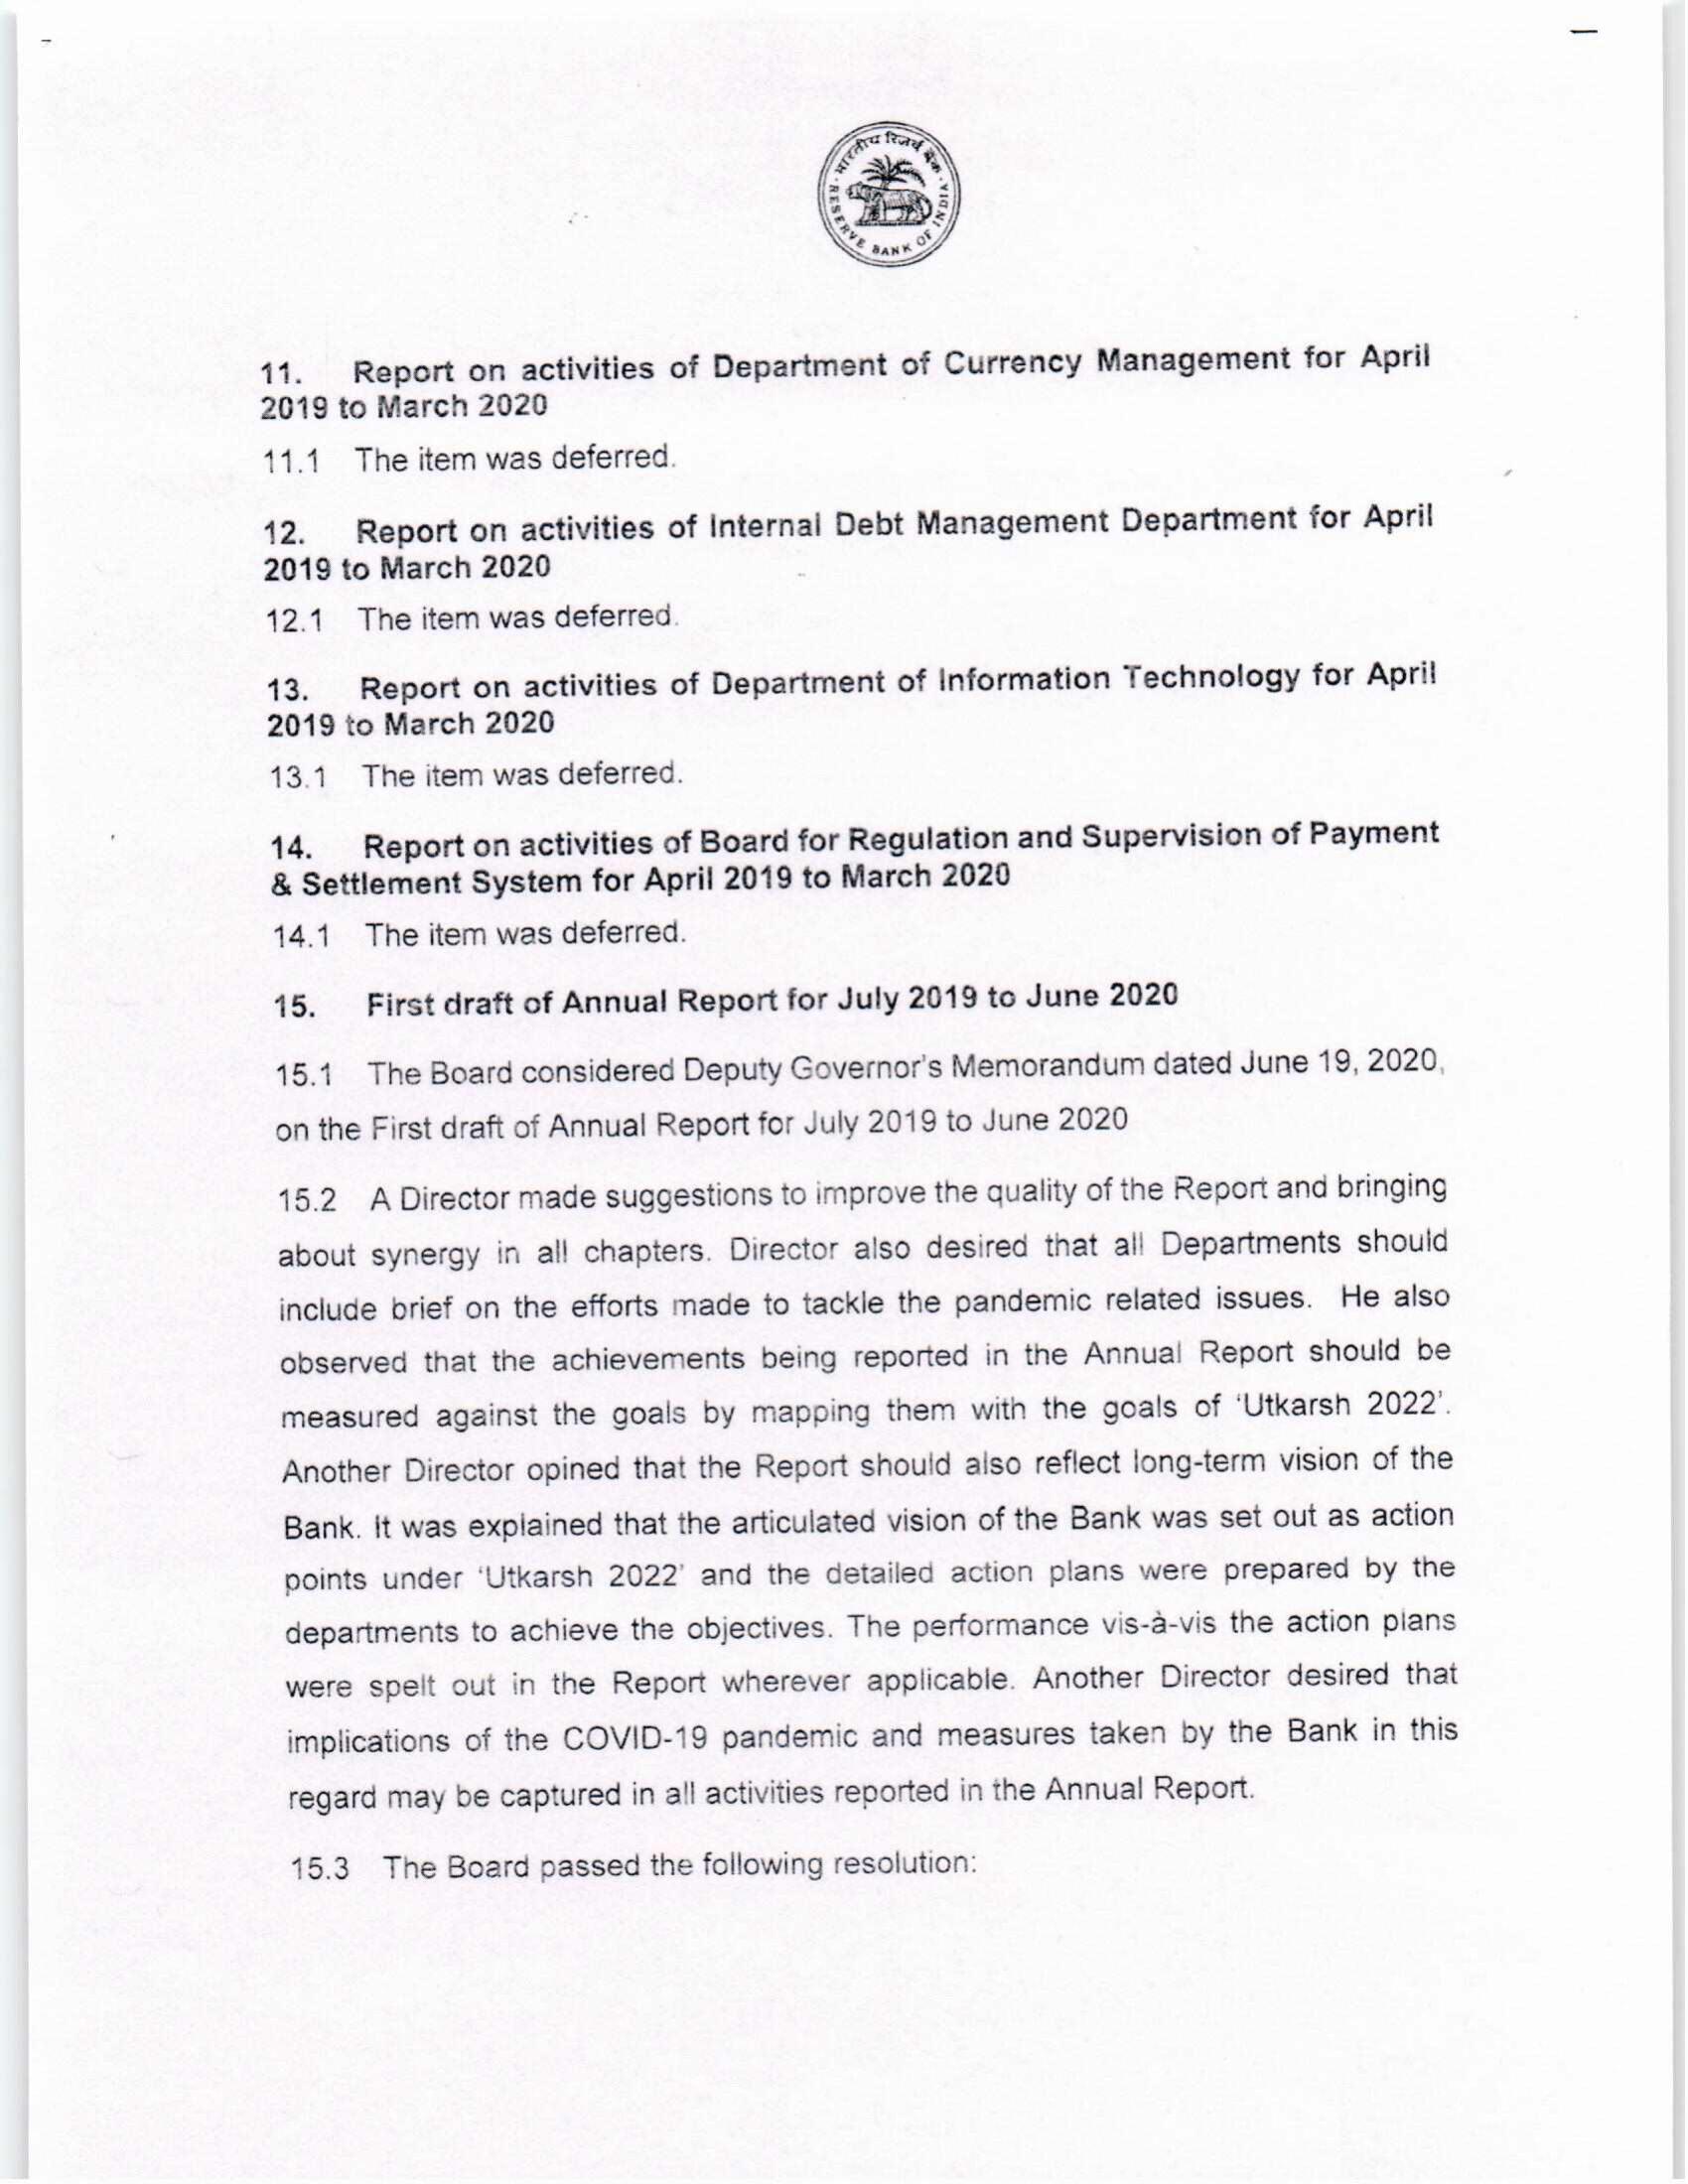 भारतीय रिज़र्व बैंक
RESERVE BANK OF INDIA
11. Report on activities of Department of Currency Management for April
2019 to March 2020
11.1 The item was deferred.
12. Report on activities of Internal Debt Management Department for April
2019 to March 2020
12.1 The item was deferred.
13. Report on activities of Department of Information Technology for April
2019 to March 2020
13.1 The item was deferred.
14. Report on activities of Board for Regulation and Supervision of Payment
& Settlement System for April 2019 to March 2020
14.1 The item was deferred.
15. First draft of Annual Report for July 2019 to June 2020
15.1 The Board considered Deputy Governor's Memorandum dated June 19, 2020,
on the First draft of Annual Report for July 2019 to June 2020
15.2 A Director made suggestions to improve the quality of the Report and bringing
about synergy in all chapters. Director also desired that all Departments should
include brief on the efforts made to tackle the pandemic related issues. He also
observed that the achievements being reported in the Annual Report should be
measured against the goals by mapping them with the goals of 'Utkarsh 2022'.
Another Director opined that the Report should also reflect long-term vision of the
Bank. It was explained that the articulated vision of the Bank was set out as action
points under 'Utkarsh 2022' and the detailed action plans were prepared by the
departments to achieve the objectives. The performance vis-à-vis the action plans
were spelt out in the Report wherever applicable. Another Director desired that
implications of the COVID-19 pandemic and measures taken by the Bank in this
regard may be captured in all activities reported in the Annual Report.
15.3 The Board passed the following resolution: